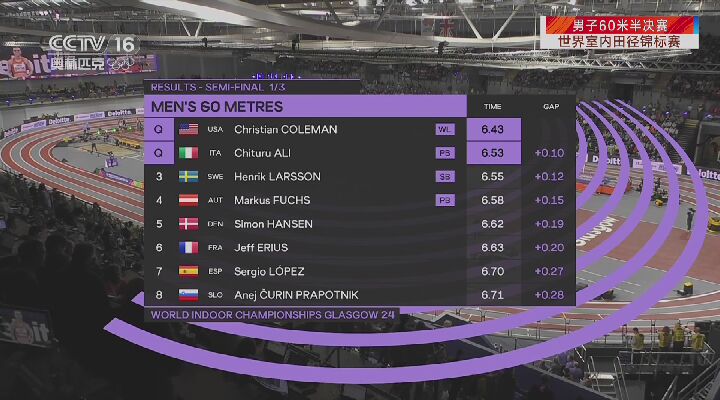 CCTV 16
奥林匹克
男子60米半决赛
世界室内田径锦标赛
RESULTS - SEMI-FINAL 1/3
MEN'S 60 METRES TIME GAP
Q USA Christian COLEMAN WL 6.43
Q ITA Chituru ALI PB 6.53 +0.10
3 SWE Henrik LARSSON SB 6.55 +0.12
4 AUT Markus FUCHS PB 6.58 +0.15
5 DEN Simon HANSEN 6.62 +0.19
6 FRA Jeff ERIUS 6.63 +0.20
7 ESP Sergio LÓPEZ 6.70 +0.27
8 SLO Anej ČURIN PRAPOTNIK 6.71 +0.28
WORLD INDOOR CHAMPIONSHIPS GLASGOW 24
Deloitte
Deloitte
Glasgow